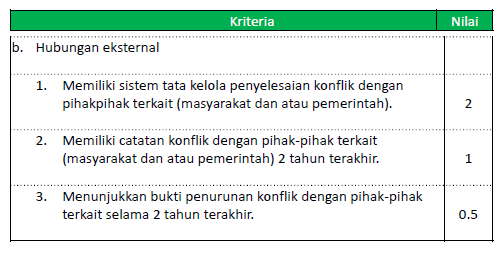 Kriteria Nilai
b. Hubungan eksternal
1. Memiliki sistem tata kelola penyelesaian konflik dengan
pihakpihak terkait (masyarakat dan atau pemerintah). 2
2. Memiliki catatan konflik dengan pihak-pihak terkait
(masyarakat dan atau pemerintah) 2 tahun terakhir. 1
3. Menunjukkan bukti penurunan konflik dengan pihak-pihak
terkait selama 2 tahun terakhir. 0.5